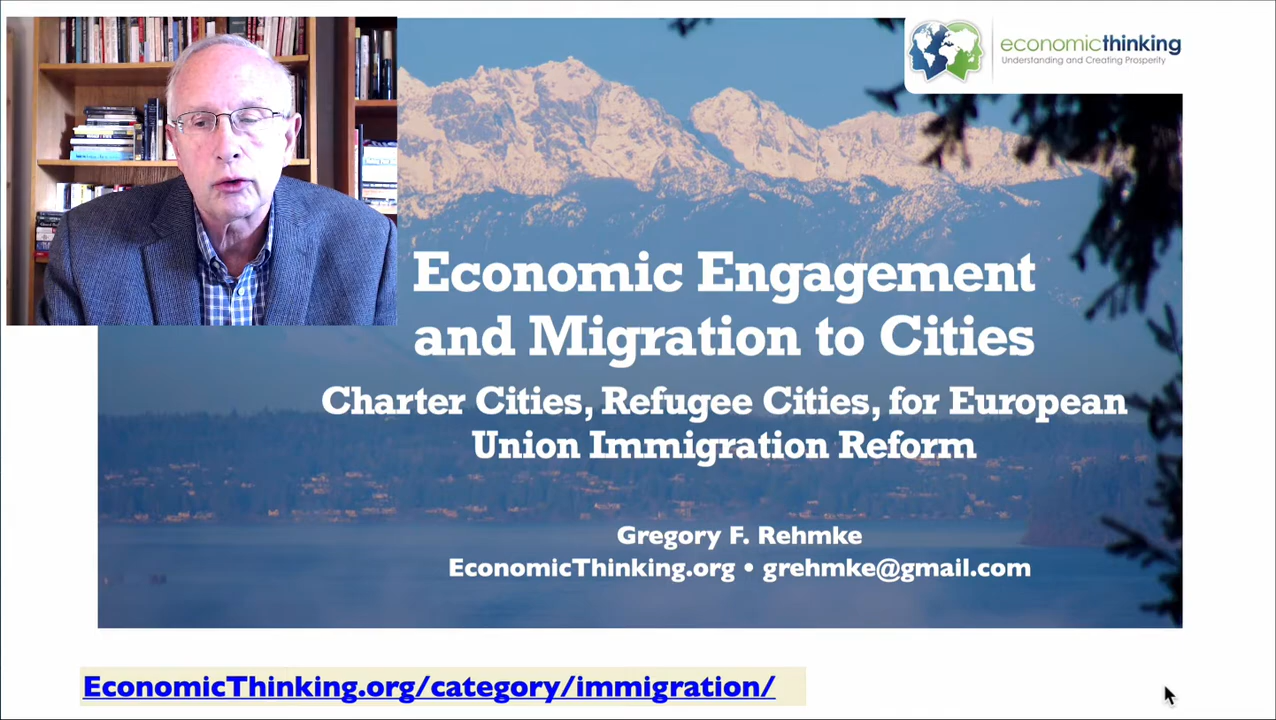 economicthinking
Understanding and Creating Prosperity
Economic Engagement
and Migration to Cities
Charter Cities, Refugee Cities, for European
Union Immigration Reform
Gregory F. Rehmke
EconomicThinking.org • grehmke@gmail.com
EconomicThinking.org/category/immigration/